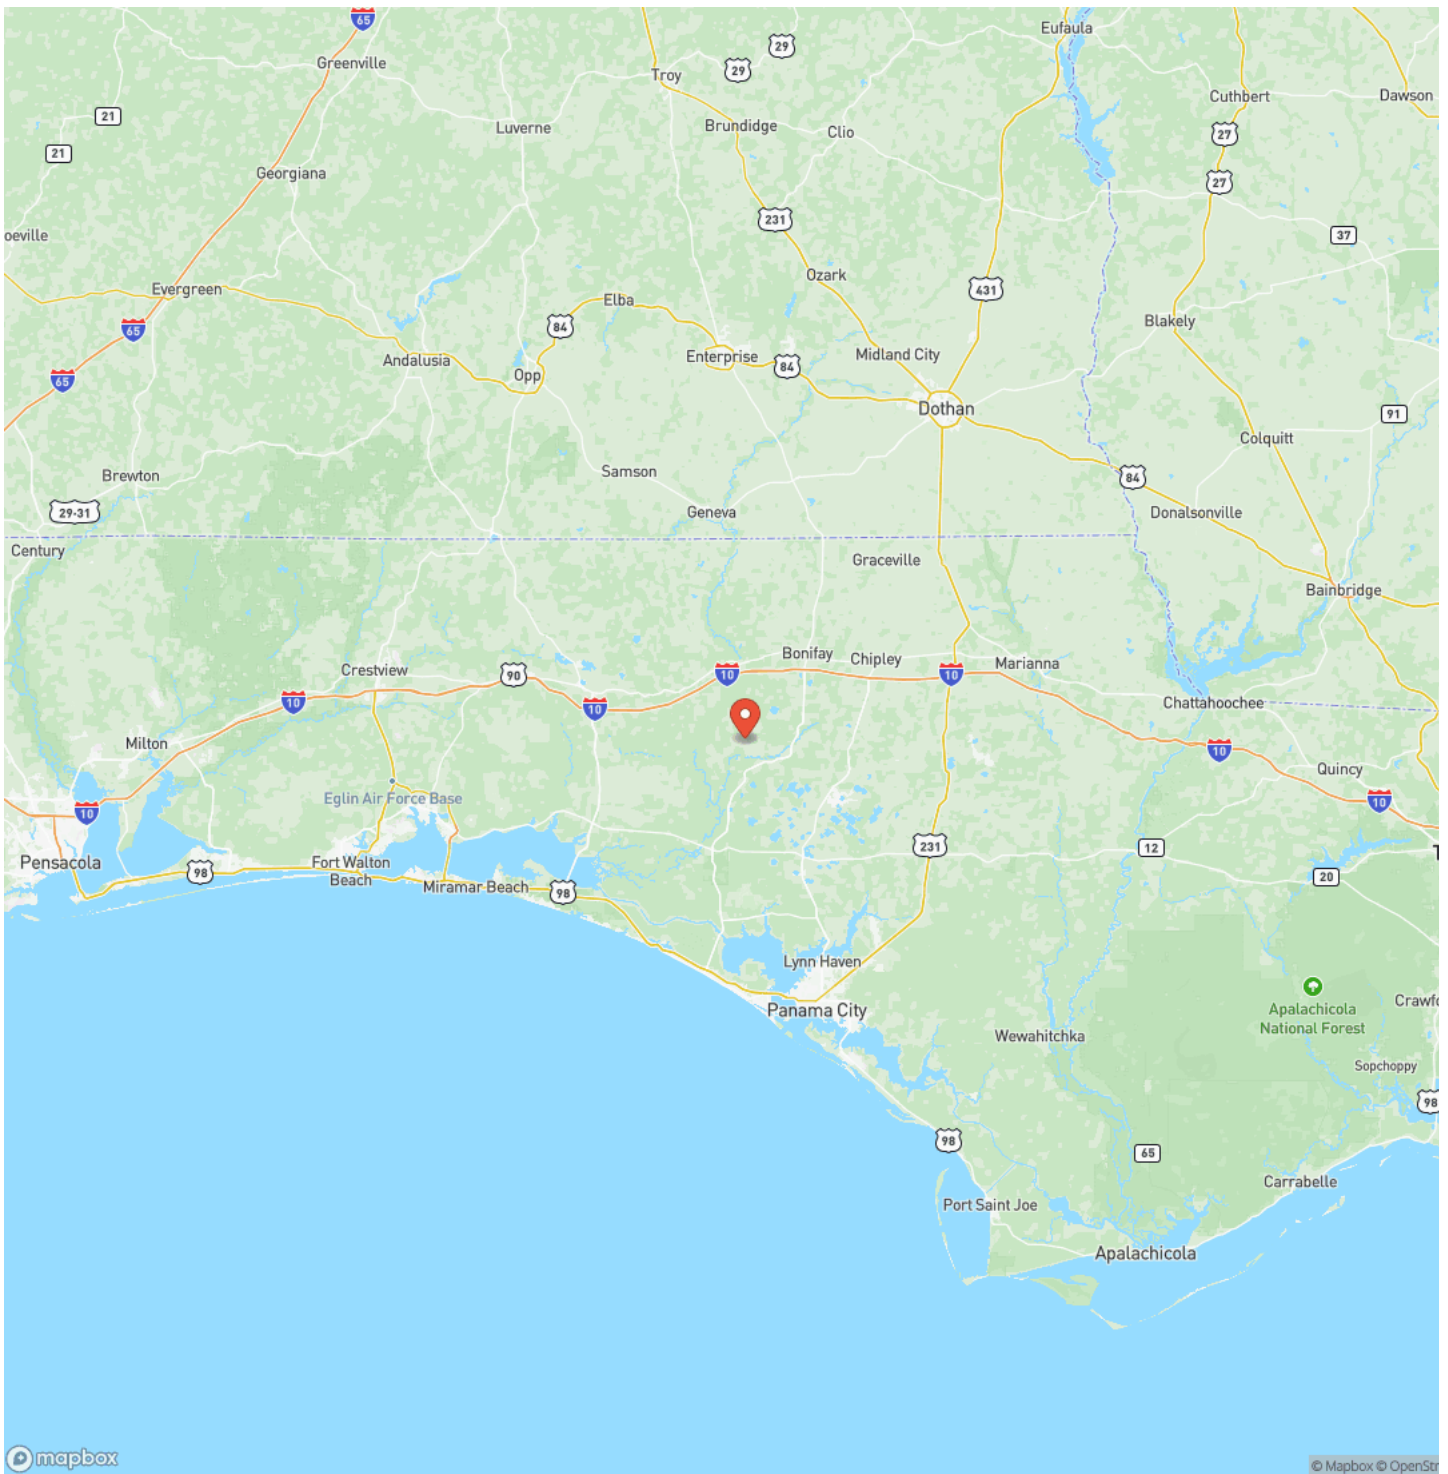 65
29
Eufaula
29
Greenville
Troy
Cuthbert
Dawson
21
Luverne
Brundidge
Clio
27
21
Georgiana
27
231
oeville
37
Ozark
Evergreen
431
Elba
65
84
Blakely
Andalusia
Enterprise
Midland City
84
65
Opp
Dothan
91
Colquitt
Brewton
Samson
84
29-31
Geneva
Donalsonville
Century
Graceville
Bainbridge
Bonifay
Chipley
Marianna
Crestview
90
10
10
10
10
Chattahoochee
Milton
10
Quincy
Eglin Air Force Base
10
10
231
12
Pensacola
Fort Walton
Beach
98
20
Miramar Beach
98
Lynn Haven
Panama City
Apalachicola
National Forest
Crawfo
Wewahitchka
Sopchoppy
98
98
65
Carrabelle
Port Saint Joe
Apalachicola
mapbox
© Mapbox © OpenStr